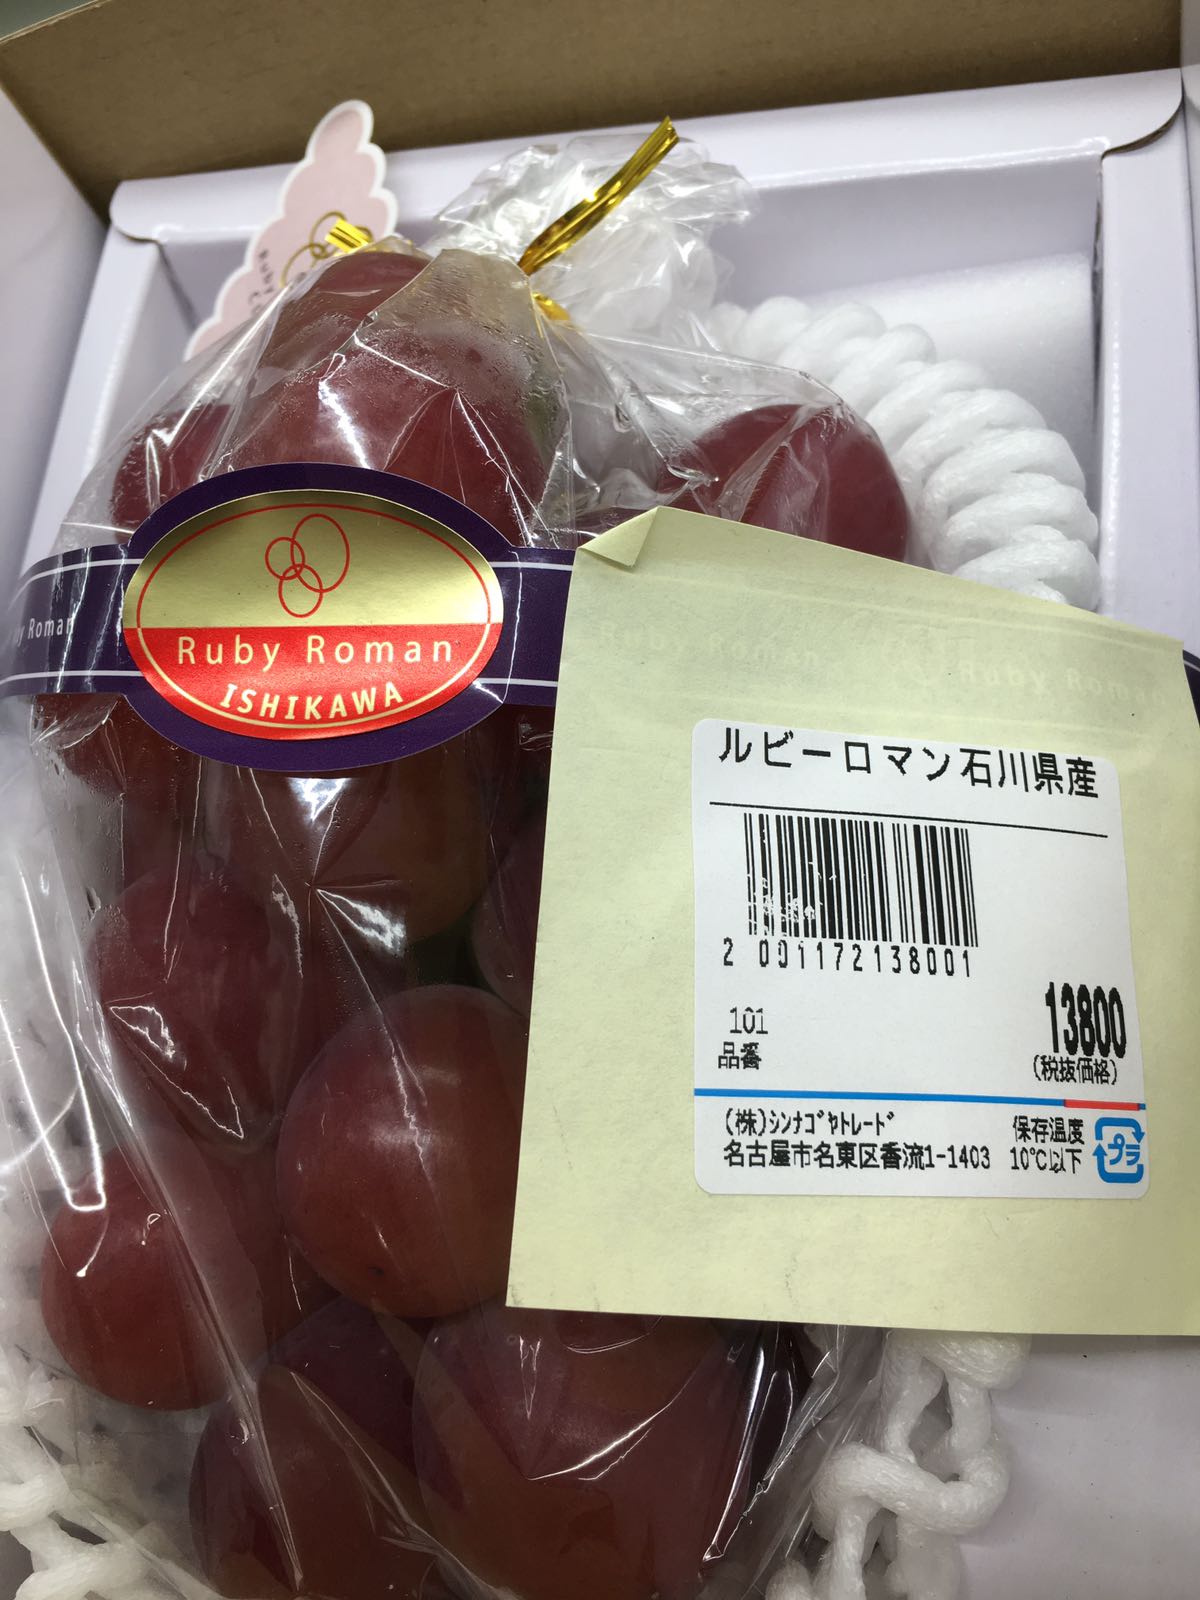 Ruby
Ruby Roman
ISHIKAWA
Roman
Ruby Roman
Ruby Roman
ルビーロマン石川県産
2 001172138001
101
品番
13800
(税抜価格)
(株)シンナゴヤトレード
名古屋市名東区香流1-1403
保存温度
10℃以下
プラ